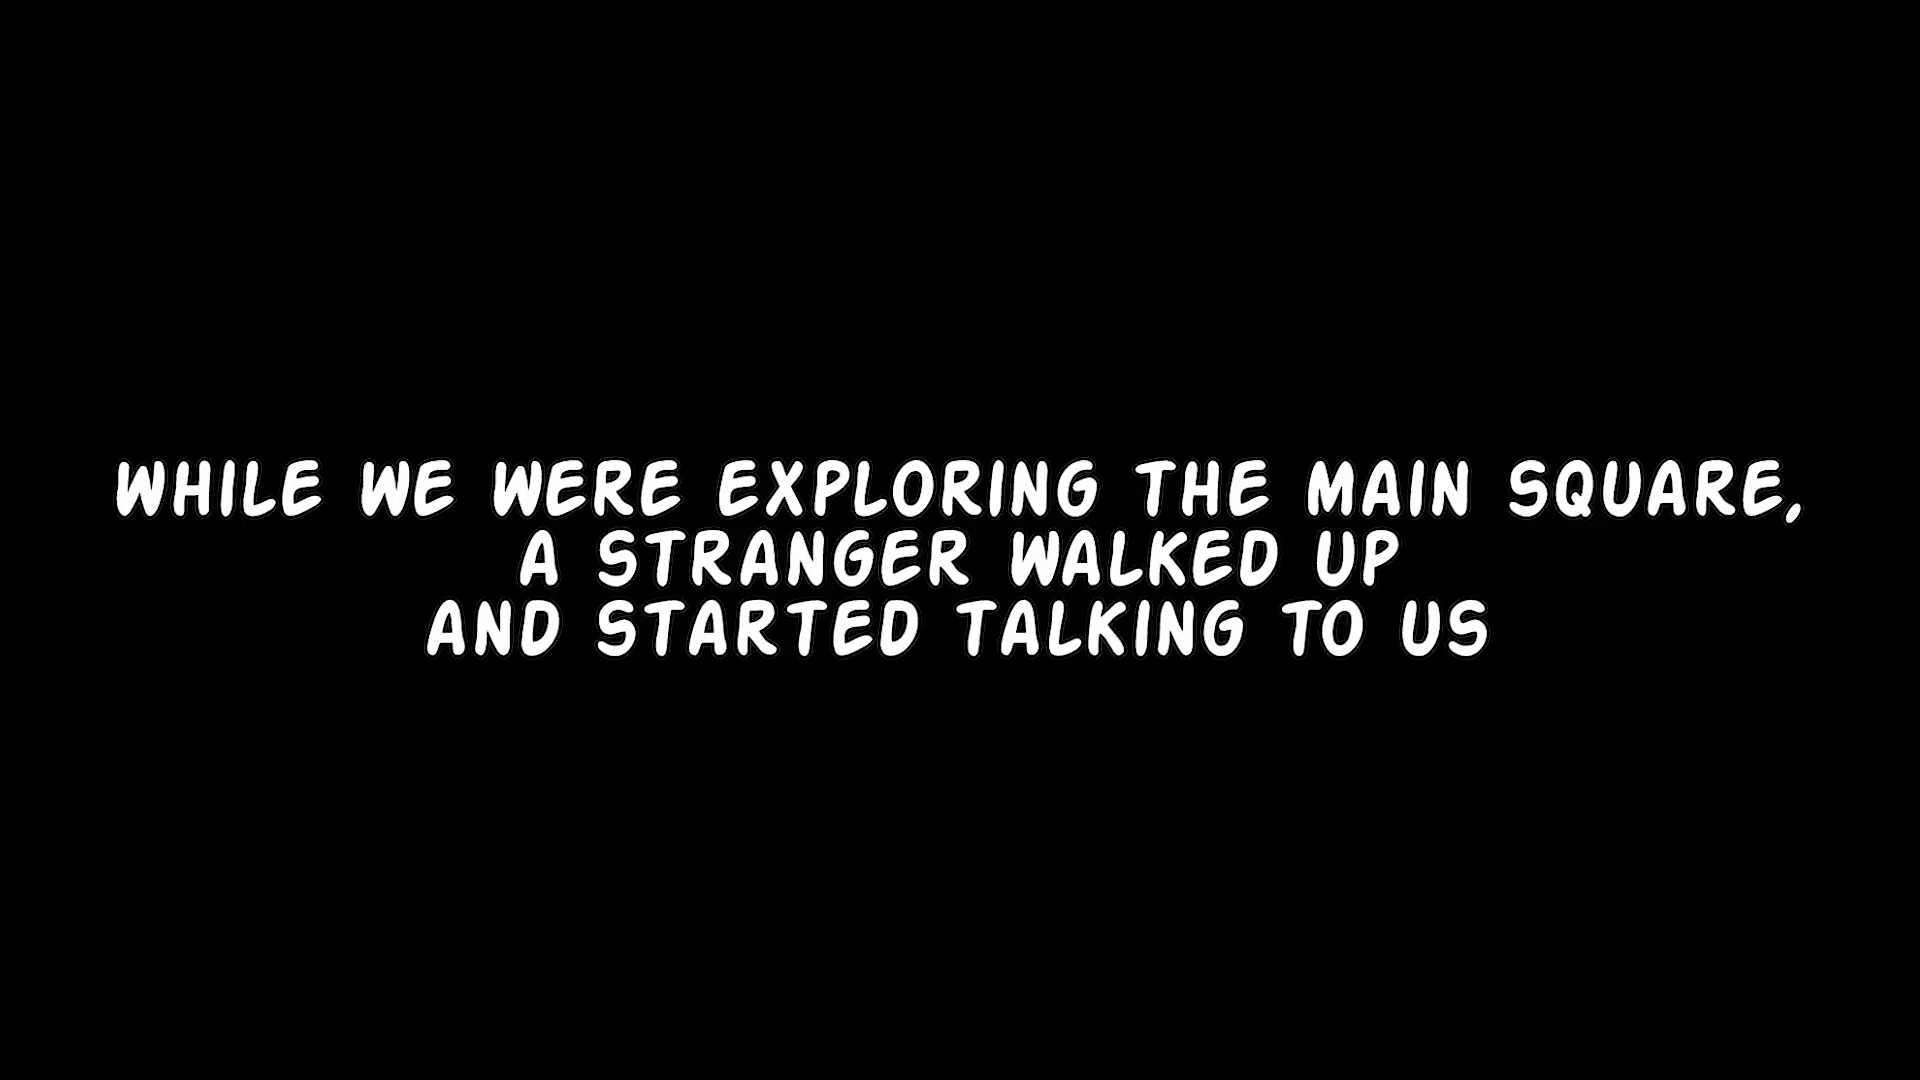 WHILE WE WERE EXPLORING THE MAIN SQUARE,
A STRANGER WALKED UP
AND STARTED TALKING TO US